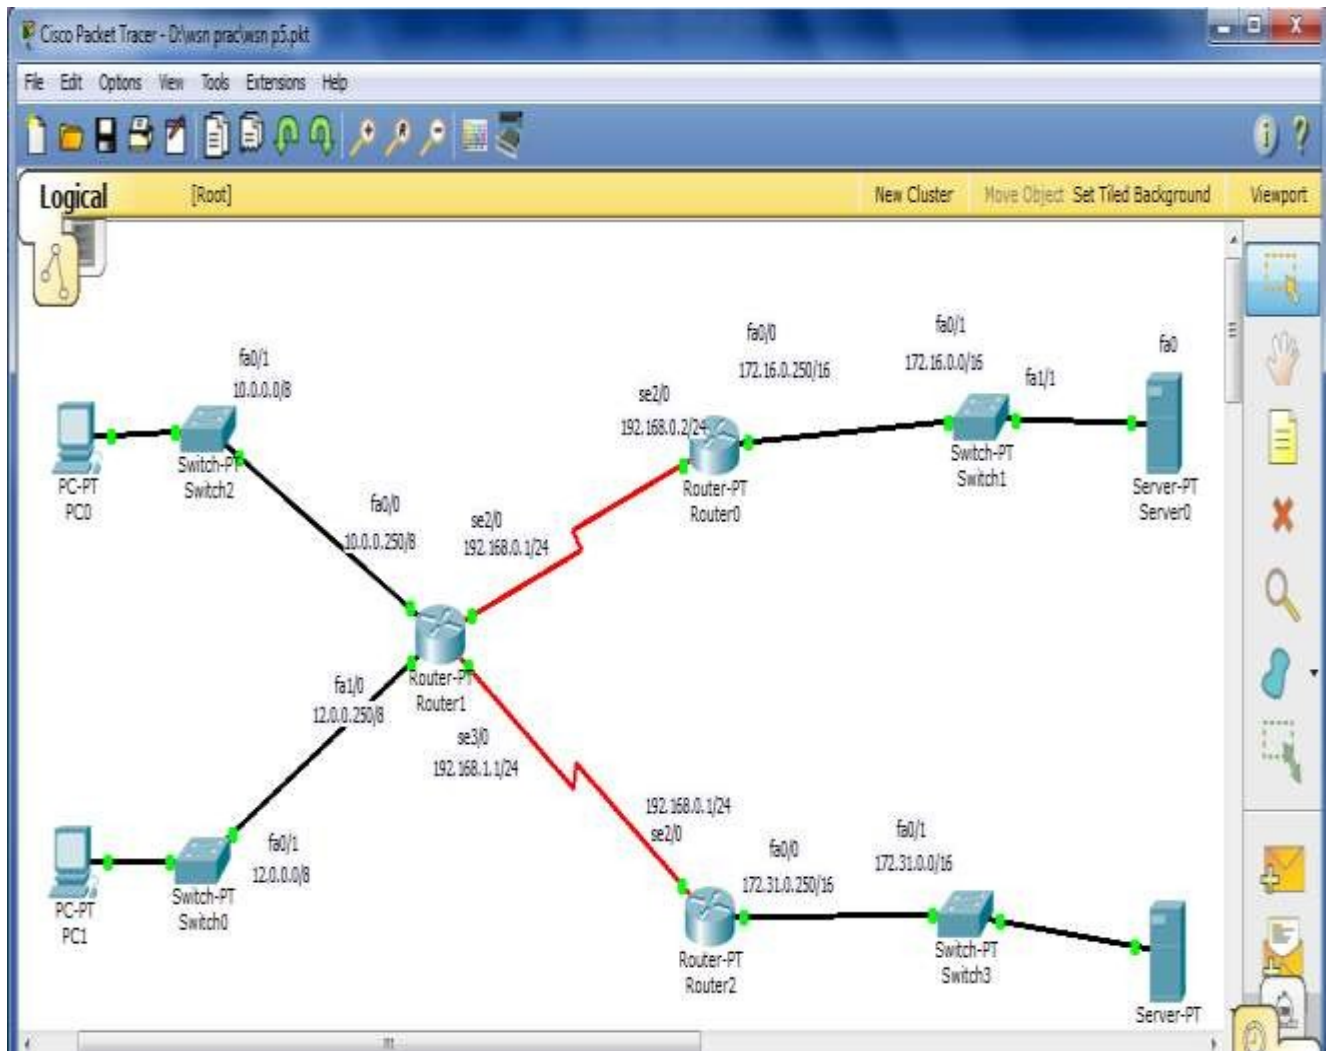 Cisco Packet Tracer - D:\wsn prac\wsn p5.pkt
File Edit Options View Tools Extensions Help
Logical [Root] New Cluster Move Object Set Tiled Background Viewport
fa0/0
172.16.0.250/16
fa0/1
172.16.0.0/16
fa0
fa0/1
10.0.0.0/8
fa1/1
se2/0
192.168.0.2/24
PC-PT
PC0
Switch-PT
Switch2
Router-PT
Router0
Switch-PT
Switch1
Server-PT
Server0
fa0/0
10.0.0.250/8
se2/0
192.168.0.1/24
Router-PT
Router1
fa1/0
12.0.0.250/8
se3/0
192.168.1.1/24
192.168.0.1/24
se2/0
fa0/1
12.0.0.0/8
fa0/0
172.31.0.250/16
fa0/1
172.31.0.0/16
PC-PT
PC1
Switch-PT
Switch0
Router-PT
Router2
Switch-PT
Switch3
Server-PT